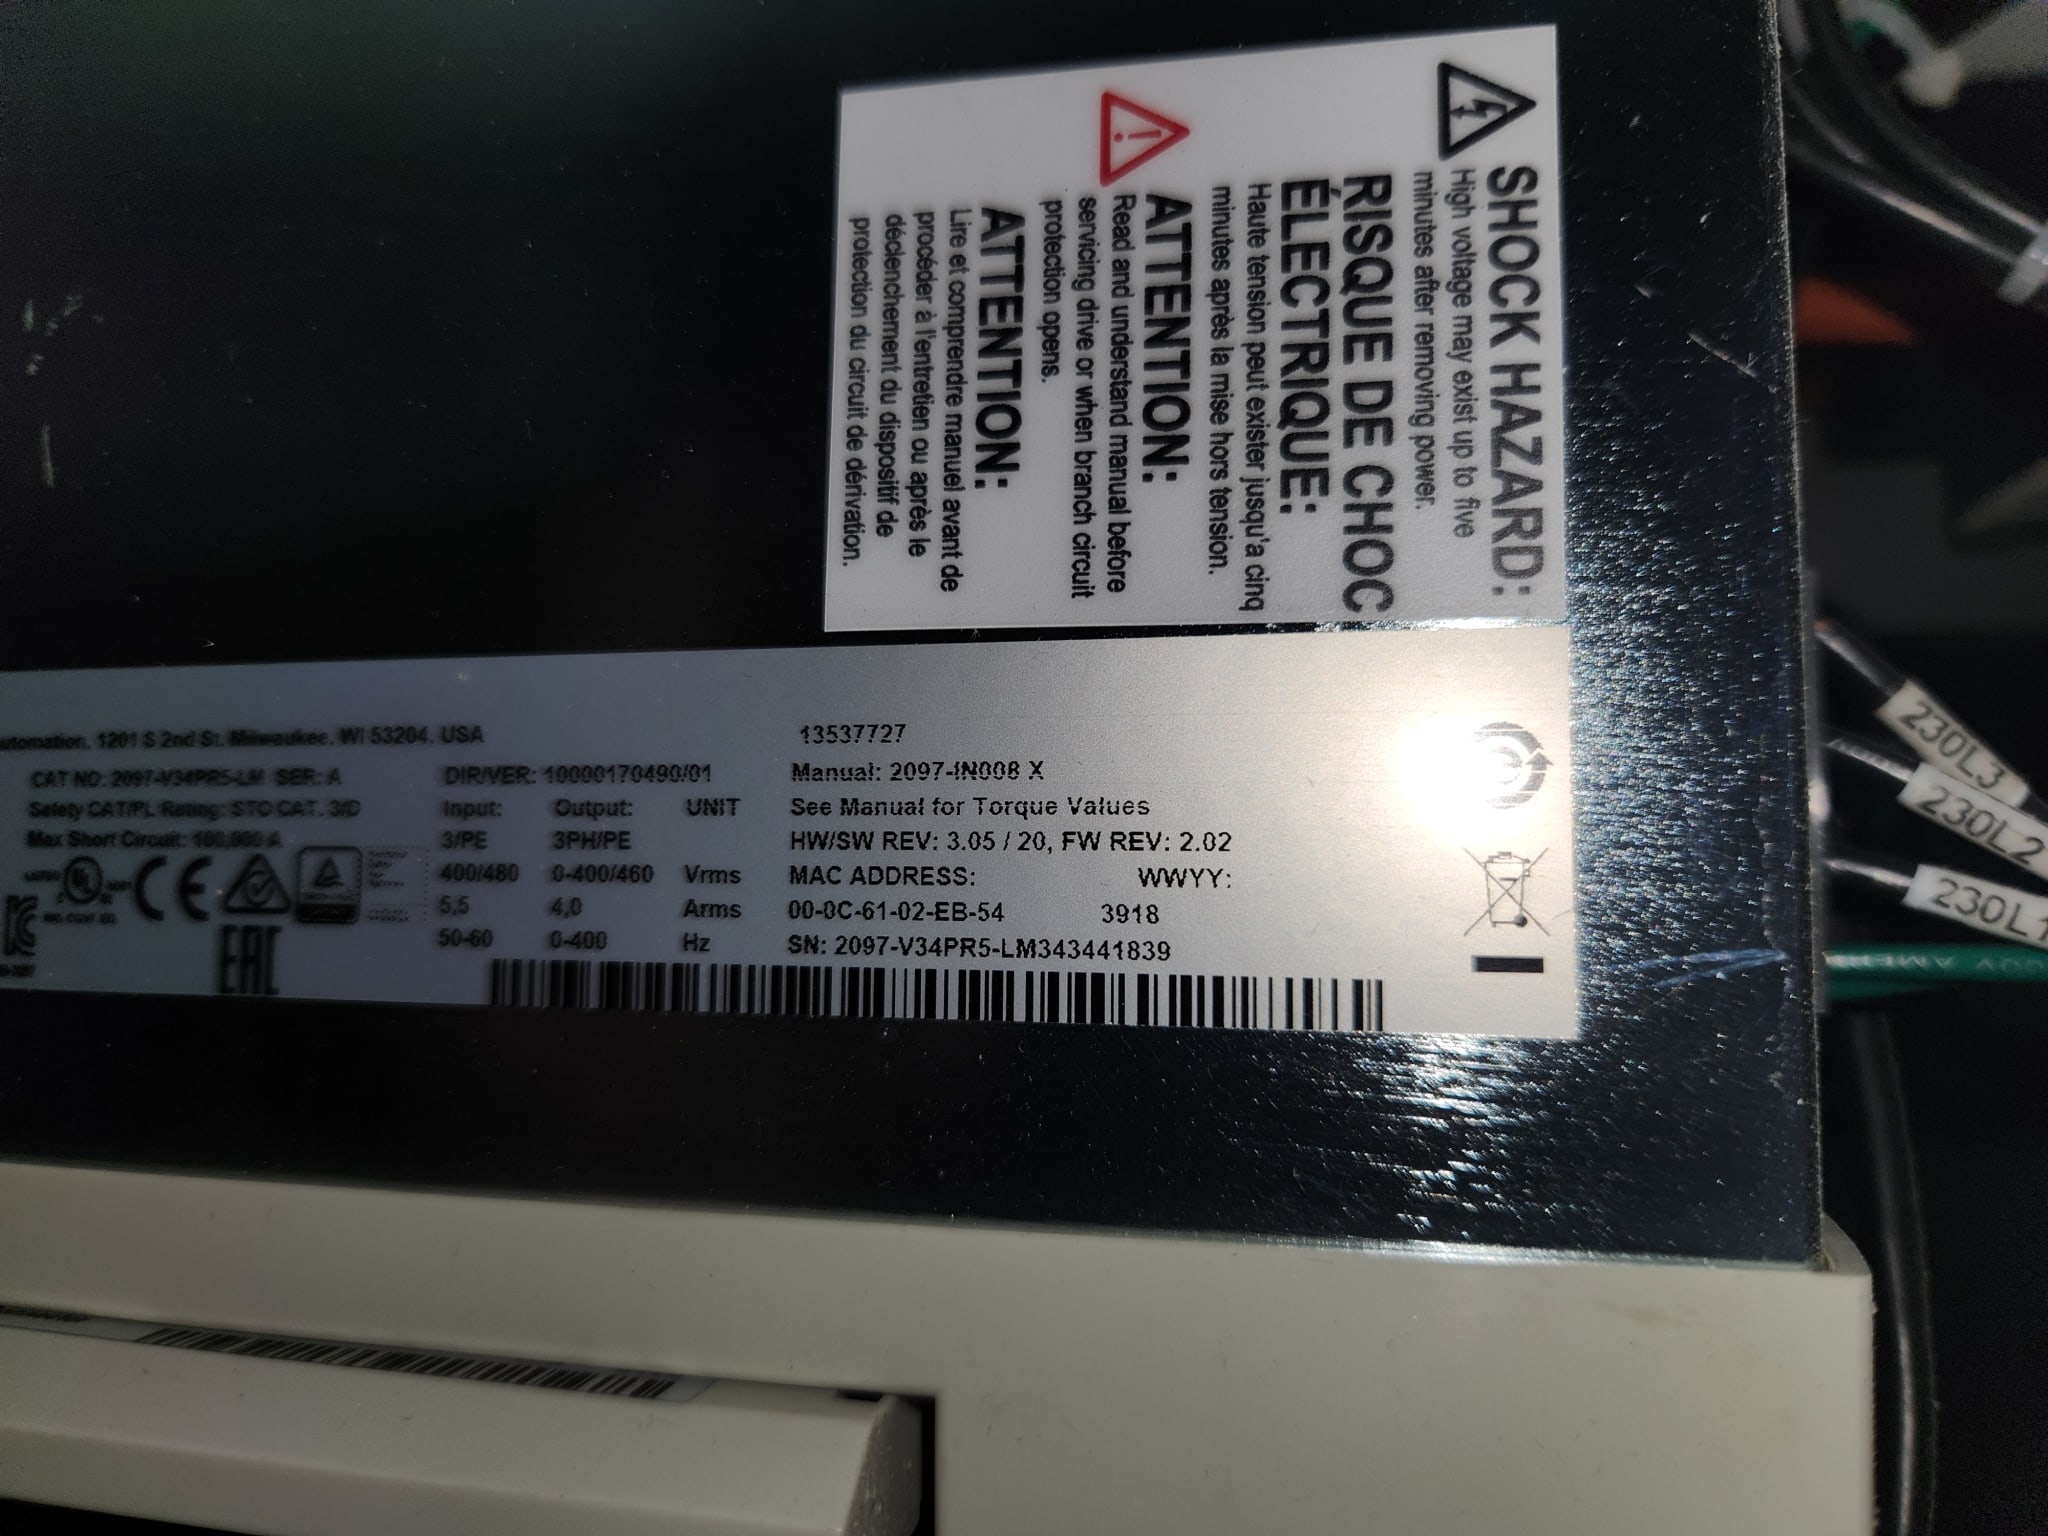 SHOCK HAZARD:
High voltage may exist up to five
minutes after removing power.
RISQUE DE CHOC
ÉLECTRIQUE:
Haute tension peut exister jusqu'a cinq
minutes après la mise hors tension.
ATTENTION:
Read and understand manual before
servicing drive or when branch circuit
protection opens.
ATTENTION:
Lire et comprendre manuel avant de
procéder à l'entretien ou après le
déclenchement du dispositif de
protection du circuit de dérivation.
utomation, 1201 S 2nd St. Milwaukee, WI 53204, USA
CAT NO: 2097-V34PR5-LM SER: A
Safety CAT/PL Rating: STO CAT. 3/D
Max Short Circuit: 100,000 A
UL
CE
EAC
DIR/VER: 10000170490/01
Input: Output: UNIT
3/PE 3PH/PE
400/480 0-400/460 Vrms
5,5 4,0 Arms
50-60 0-400 Hz
13537727
Manual: 2097-IN008 X
See Manual for Torque Values
HW/SW REV: 3.05 / 20, FW REV: 2.02
MAC ADDRESS: WWYY:
00-0C-61-02-EB-54 3918
SN: 2097-V34PR5-LM343441839
230L3
230L2
230L1